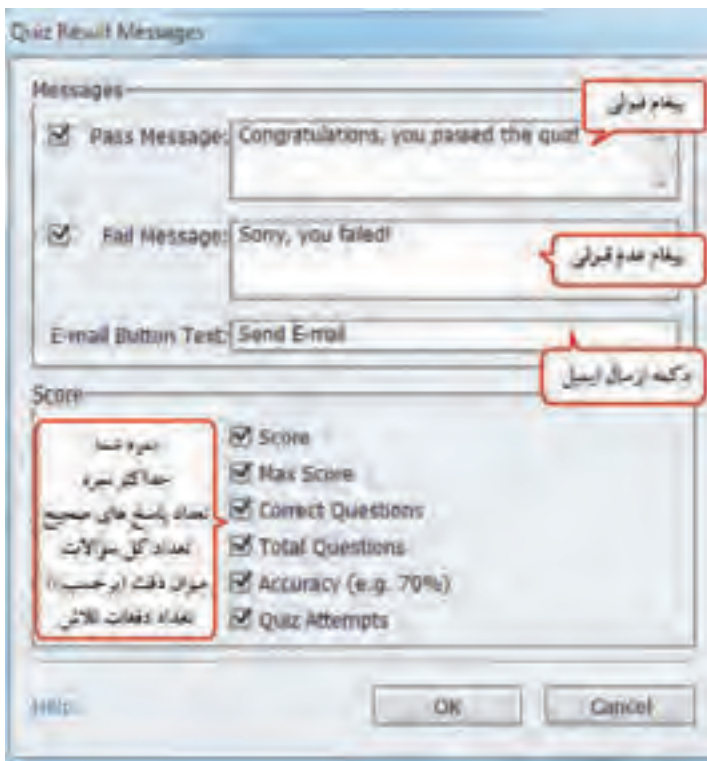 Quiz Result Messages
Messages
پیغام قبولی
Pass Message: Congratulations, you passed the quiz!
Fail Message: Sorry, you failed!
پیغام عدم قبولی
E-mail Button Text: Send E-mail
دکمه ارسال ایمیل
Score
نمره شما
Score
حداکثر نمره
Max Score
تعداد پاسخ های صحیح
Correct Questions
تعداد کل سوالات
Total Questions
میزان دقت (برحسب
Accuracy (e.g. 70%)
تعداد دفعات تلاش
Quiz Attempts
Help
OK
Cancel